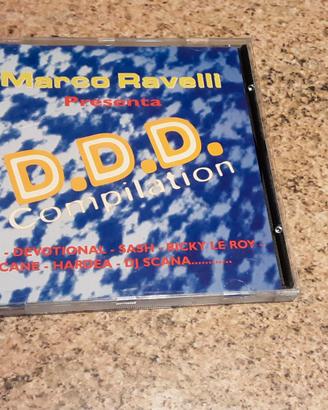 Marco Ravelli
Presenta
D.D.D.
Compilation
- DEVOTIONAL - SASH - RICKY LE ROY -
CANE - HARDEA - DJ SCANA...........